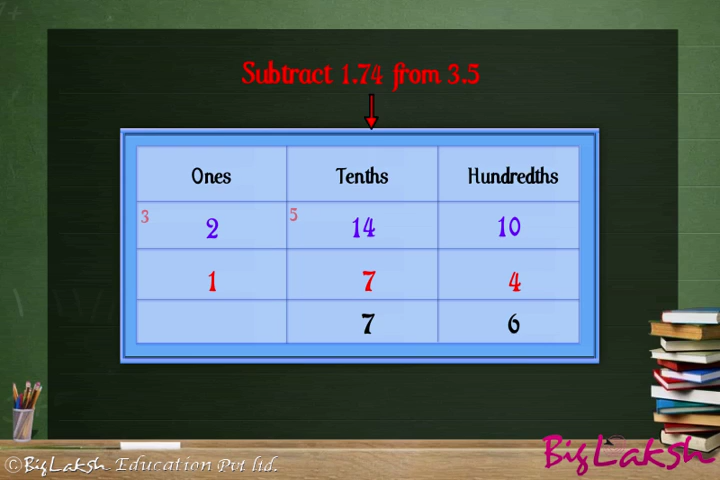 Subtract 1.74 from 3.5
Ones Tenths Hundredths
3 2 5 14 10
1 7 4
7 6
BigLaksh
©BigLaksh Education Pvt ltd.